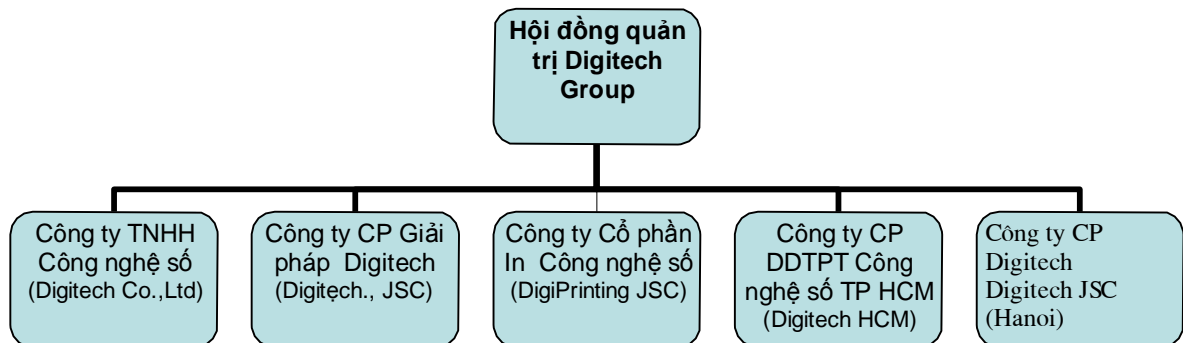 Hội đồng quản
trị Digitech
Group
Công ty TNHH
Công nghệ số
(Digitech Co.,Ltd)
Công ty CP Giải
pháp Digitech
(Digitẹch., JSC)
Công ty Cổ phần
In Công nghệ số
(DigiPrinting JSC)
Công ty CP
DDTPT Công
nghệ số TP HCM
(Digitech HCM)
Công ty CP
Digitech
Digitech JSC
(Hanoi)